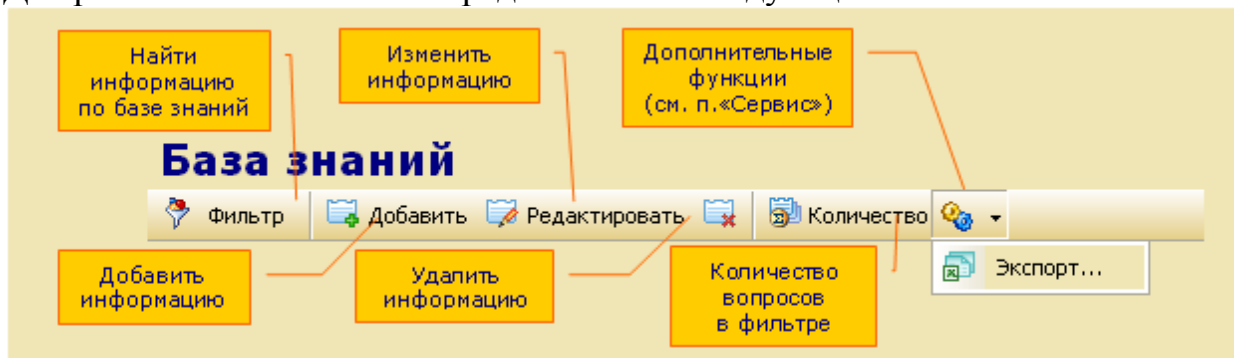 Найти
информацию
по базе знаний
Изменить
информацию
Дополнительные
функции
(см. п.«Сервис»)
База знаний
Фильтр Добавить Редактировать Количество
Экспорт...
Добавить
информацию
Удалить
информацию
Количество
вопросов
в фильтре